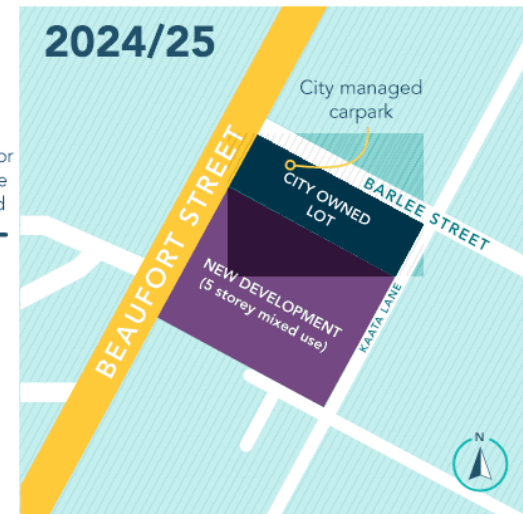 2024/25
City managed
carpark
or
e
d
BEAUFORT STREET
BARLEE STREET
CITY OWNED
LOT
NEW DEVELOPMENT
(5 storey mixed use)
KAATA LANE
N